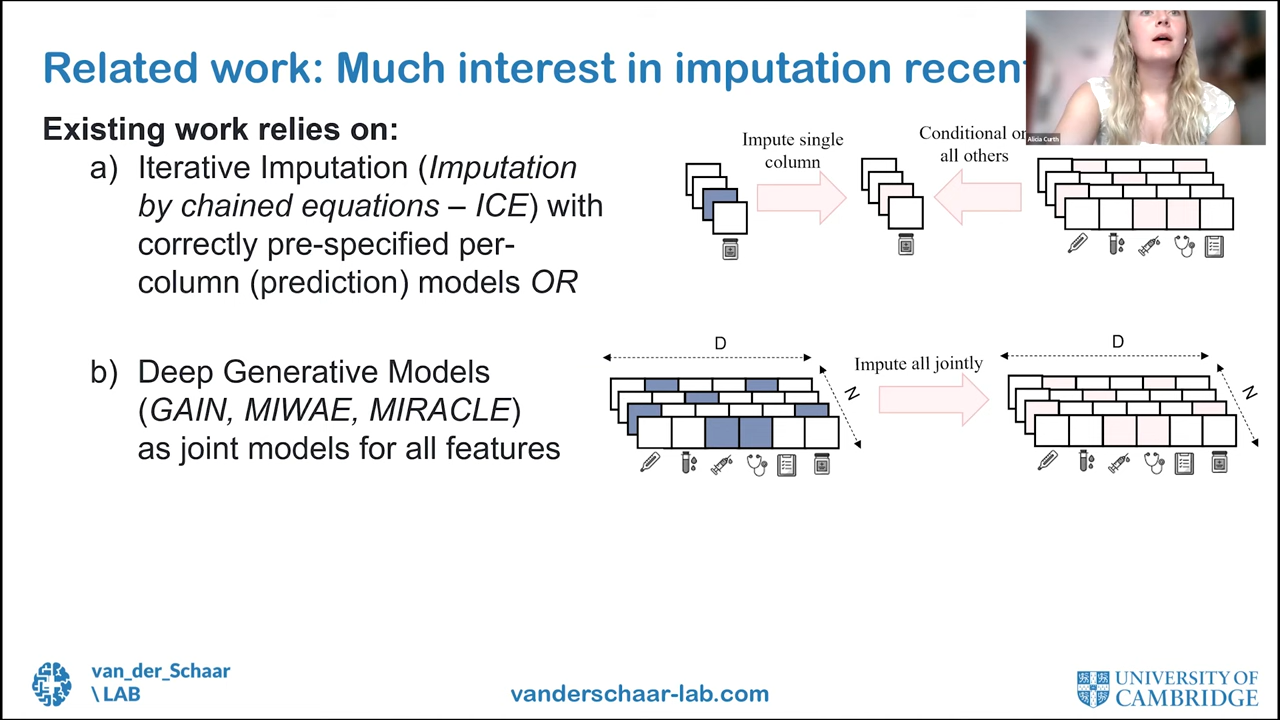 Related work: Much interest in imputation recen
Alicia Curth
Existing work relies on:
a) Iterative Imputation (Imputation
by chained equations – ICE) with
correctly pre-specified per-
column (prediction) models OR
Impute single
column
Conditional on
all others
b) Deep Generative Models
(GAIN, MIWAE, MIRACLE)
as joint models for all features
D
N
Impute all jointly
D
N
van_der_Schaar
\ LAB
vanderschaar-lab.com
UNIVERSITY OF
CAMBRIDGE